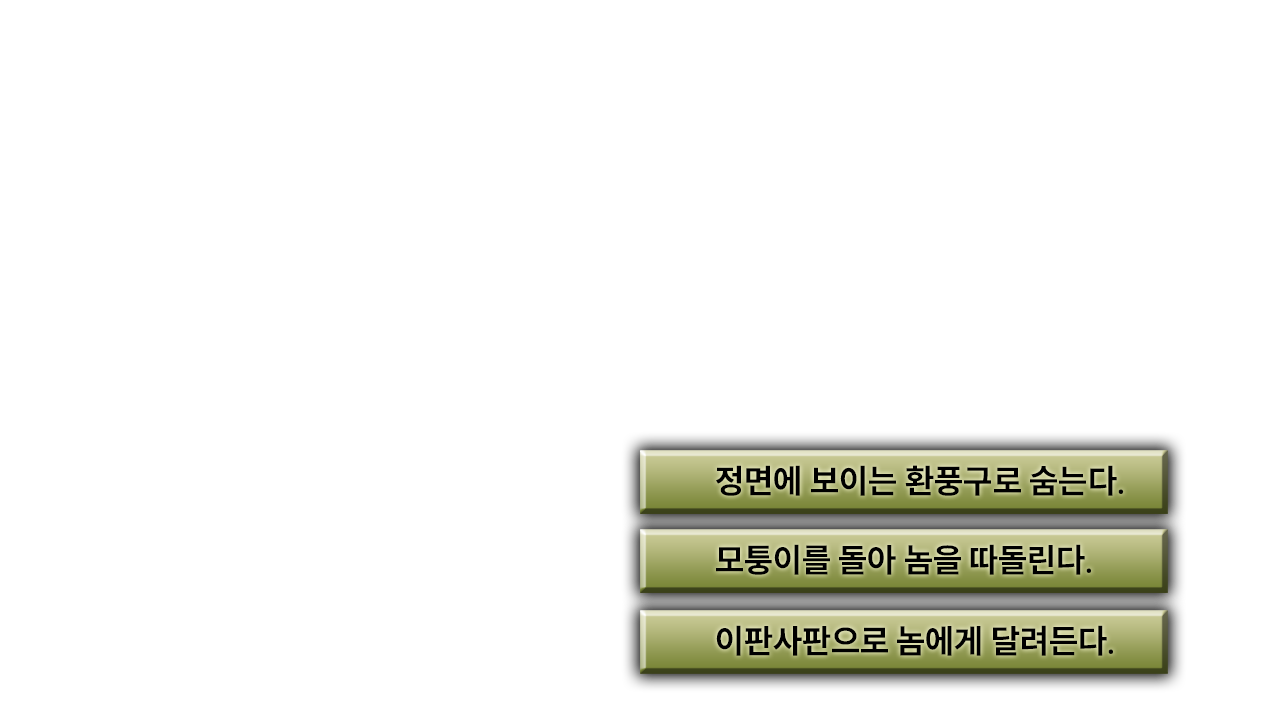 정면에 보이는 환풍구로 숨는다.
모퉁이를 돌아 놈을 따돌린다.
이판사판으로 놈에게 달려든다.